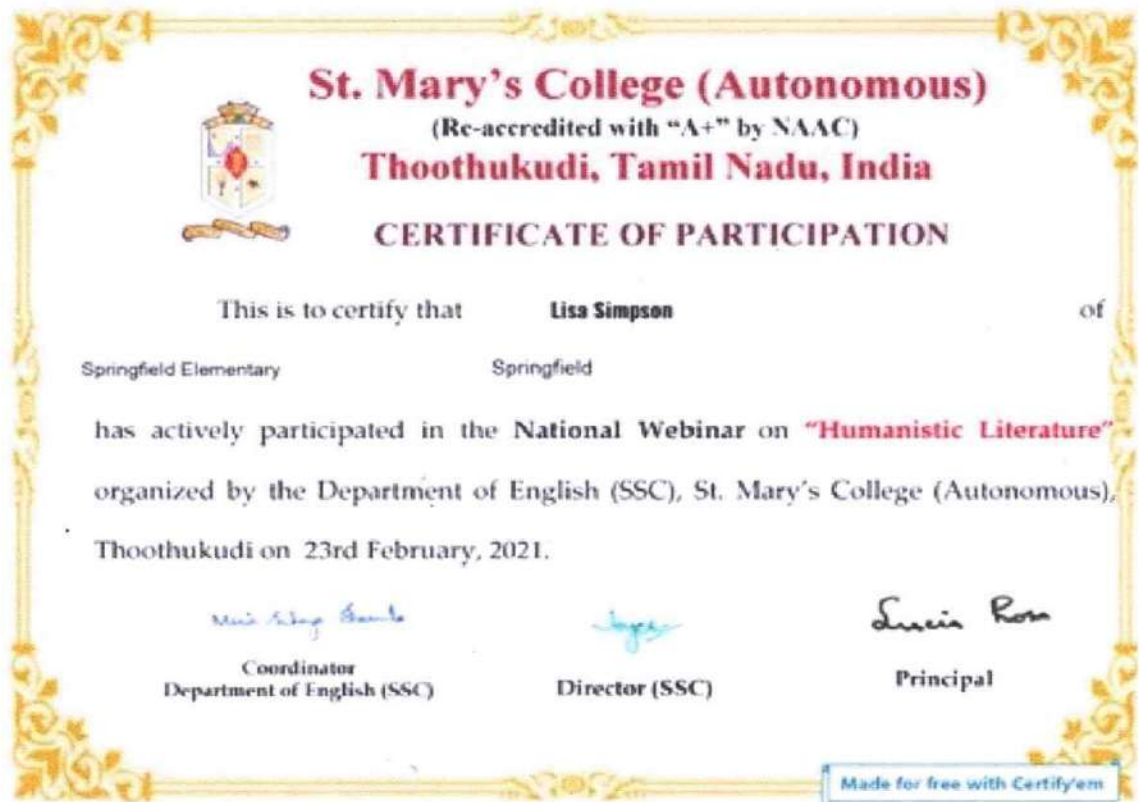 St. Mary's College (Autonomous)
(Re-accredited with "A+" by NAAC)
Thoothukudi, Tamil Nadu, India
CERTIFICATE OF PARTICIPATION
This is to certify that Lisa Simpson of
Springfield Elementary Springfield
has actively participated in the National Webinar on "Humanistic Literature"
organized by the Department of English (SSC), St. Mary's College (Autonomous),
Thoothukudi on 23rd February, 2021.
Lucia Rose
Coordinator
Department of English (SSC)
Director (SSC)
Principal
Made for free with Certify'em